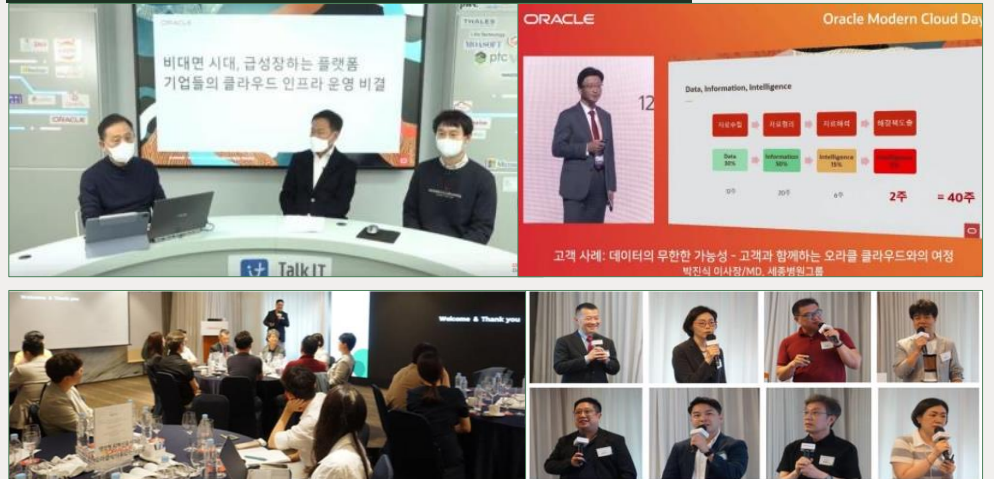 THALES
ptc
ORACLE
ORACLE
비대면 시대, 급성장하는 플랫폼
기업들의 클라우드 인프라 운영 비결
it TalkIT
ORACLE
Oracle Modern Cloud Day
12
Data, Information, Intelligence
자료수집
자료정리
자료해석
해결책도출
Data
30%
Information
50%
Intelligence
15%
2주
= 40주
고객 사례: 데이터의 무한한 가능성 - 고객과 함께하는 오라클 클라우드와의 여정
박진식 이사장/MD, 세종병원그룹
Welcome & Thank you
Welcome & Thank you